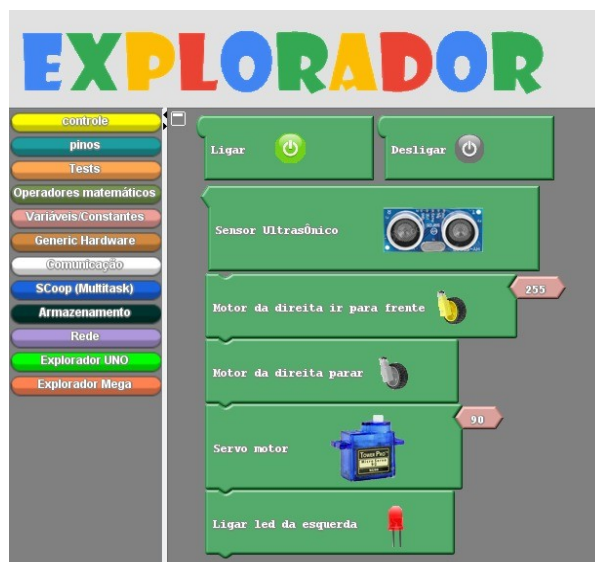 EXPLORADOR
controle
pinos
Tests
Operadores matemáticos
Variáveis/Constantes
Generic Hardware
Comunicação
SCoop (Multitask)
Armazenamento
Rede
Explorador UNO
Explorador Mega
Ligar
Desligar
Sensor UltrasÔnico
Motor da direita ir para frente
255
Motor da direita parar
Servo motor
90
Tower Pro
Ligar led da esquerda